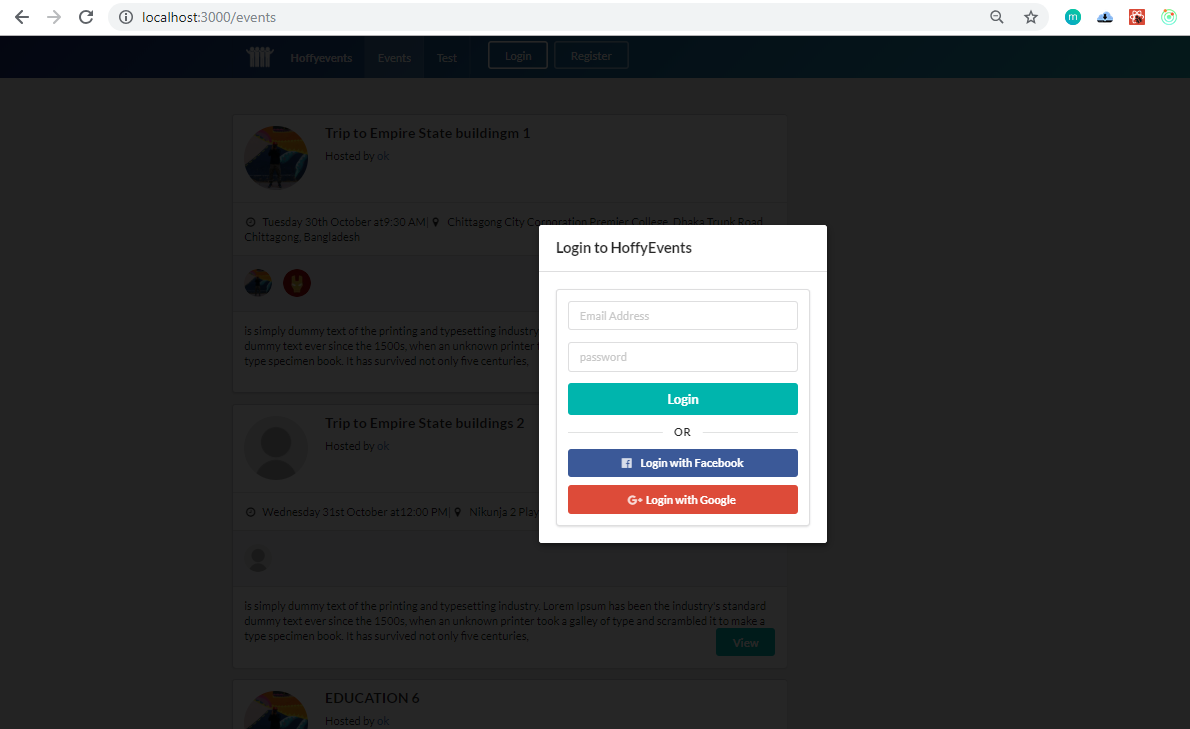 localhost:3000/events
m
Hoffyevents Events Test Login Register
Trip to Empire State buildingm 1
Hosted by ok
Tuesday 30th October at9:30 AM| Chittagong City Corporation Premier College, Dhaka Trunk Road,
Chittagong, Bangladesh
is simply dummy text of the printing and typesetting industry
dummy text ever since the 1500s, when an unknown printer
type specimen book. It has survived not only five centuries,
Trip to Empire State buildings 2
Hosted by ok
Wednesday 31st October at12:00 PM| Nikunja 2 Play
is simply dummy text of the printing and typesetting industry. Lorem Ipsum has been the industry's standard
dummy text ever since the 1500s, when an unknown printer took a galley of type and scrambled it to make a
type specimen book. It has survived not only five centuries,
View
EDUCATION 6
Hosted by ok
Login to HoffyEvents
Email Address
password
Login
OR
Login with Facebook
G+ Login with Google